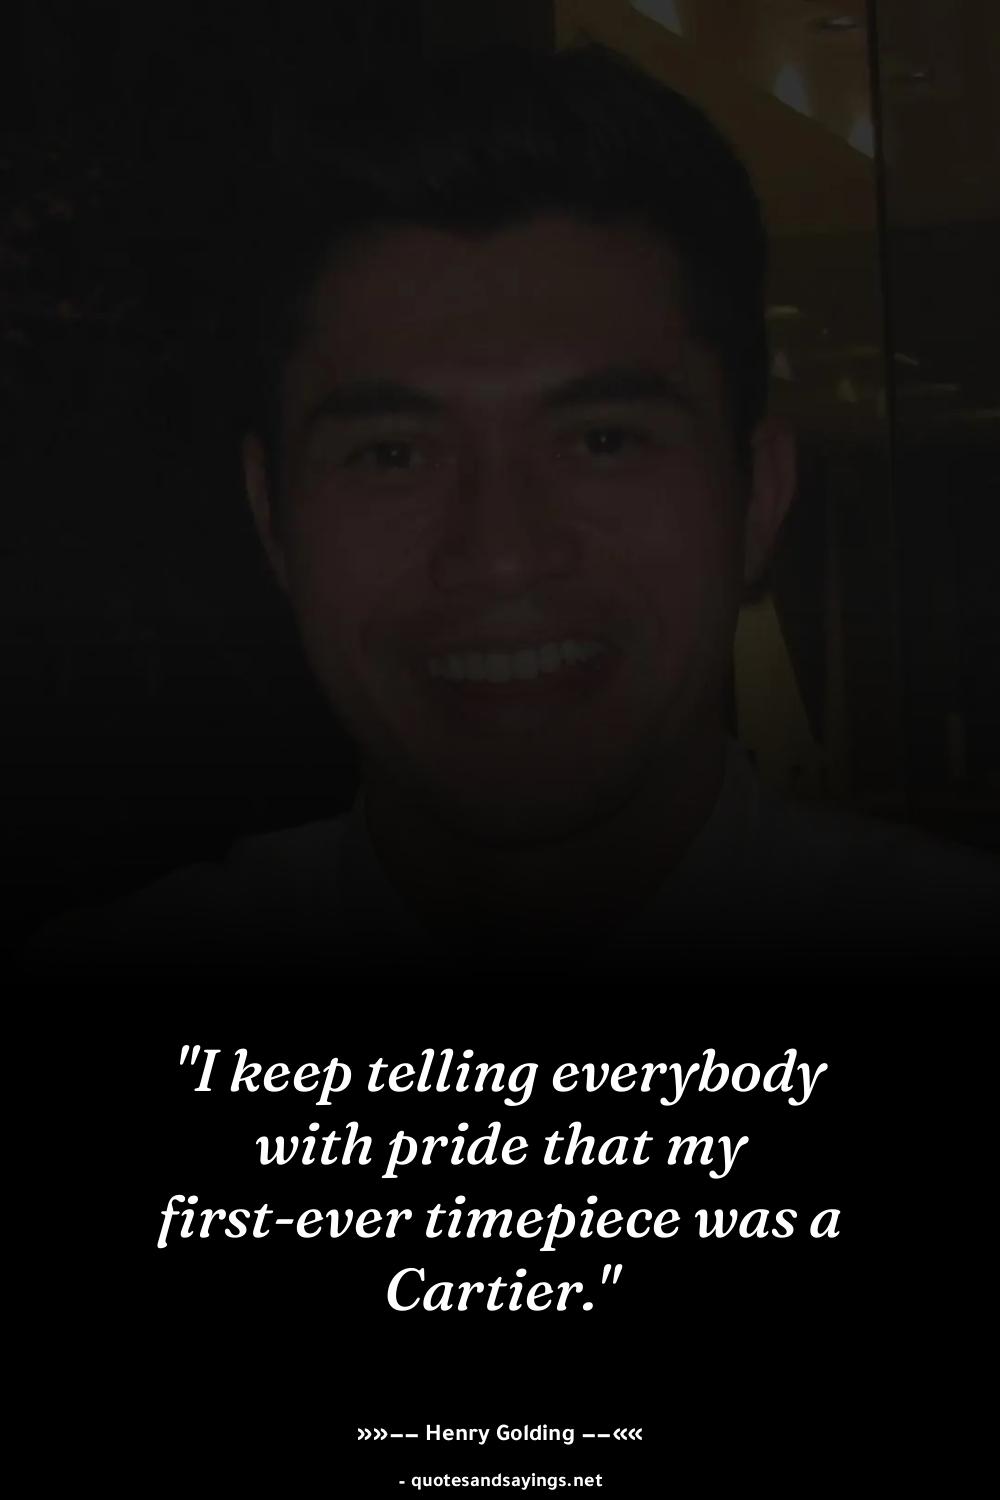 "I keep telling everybody
with pride that my
first-ever timepiece was a
Cartier."
»»−− Henry Golding −−««
- quotesandsayings.net